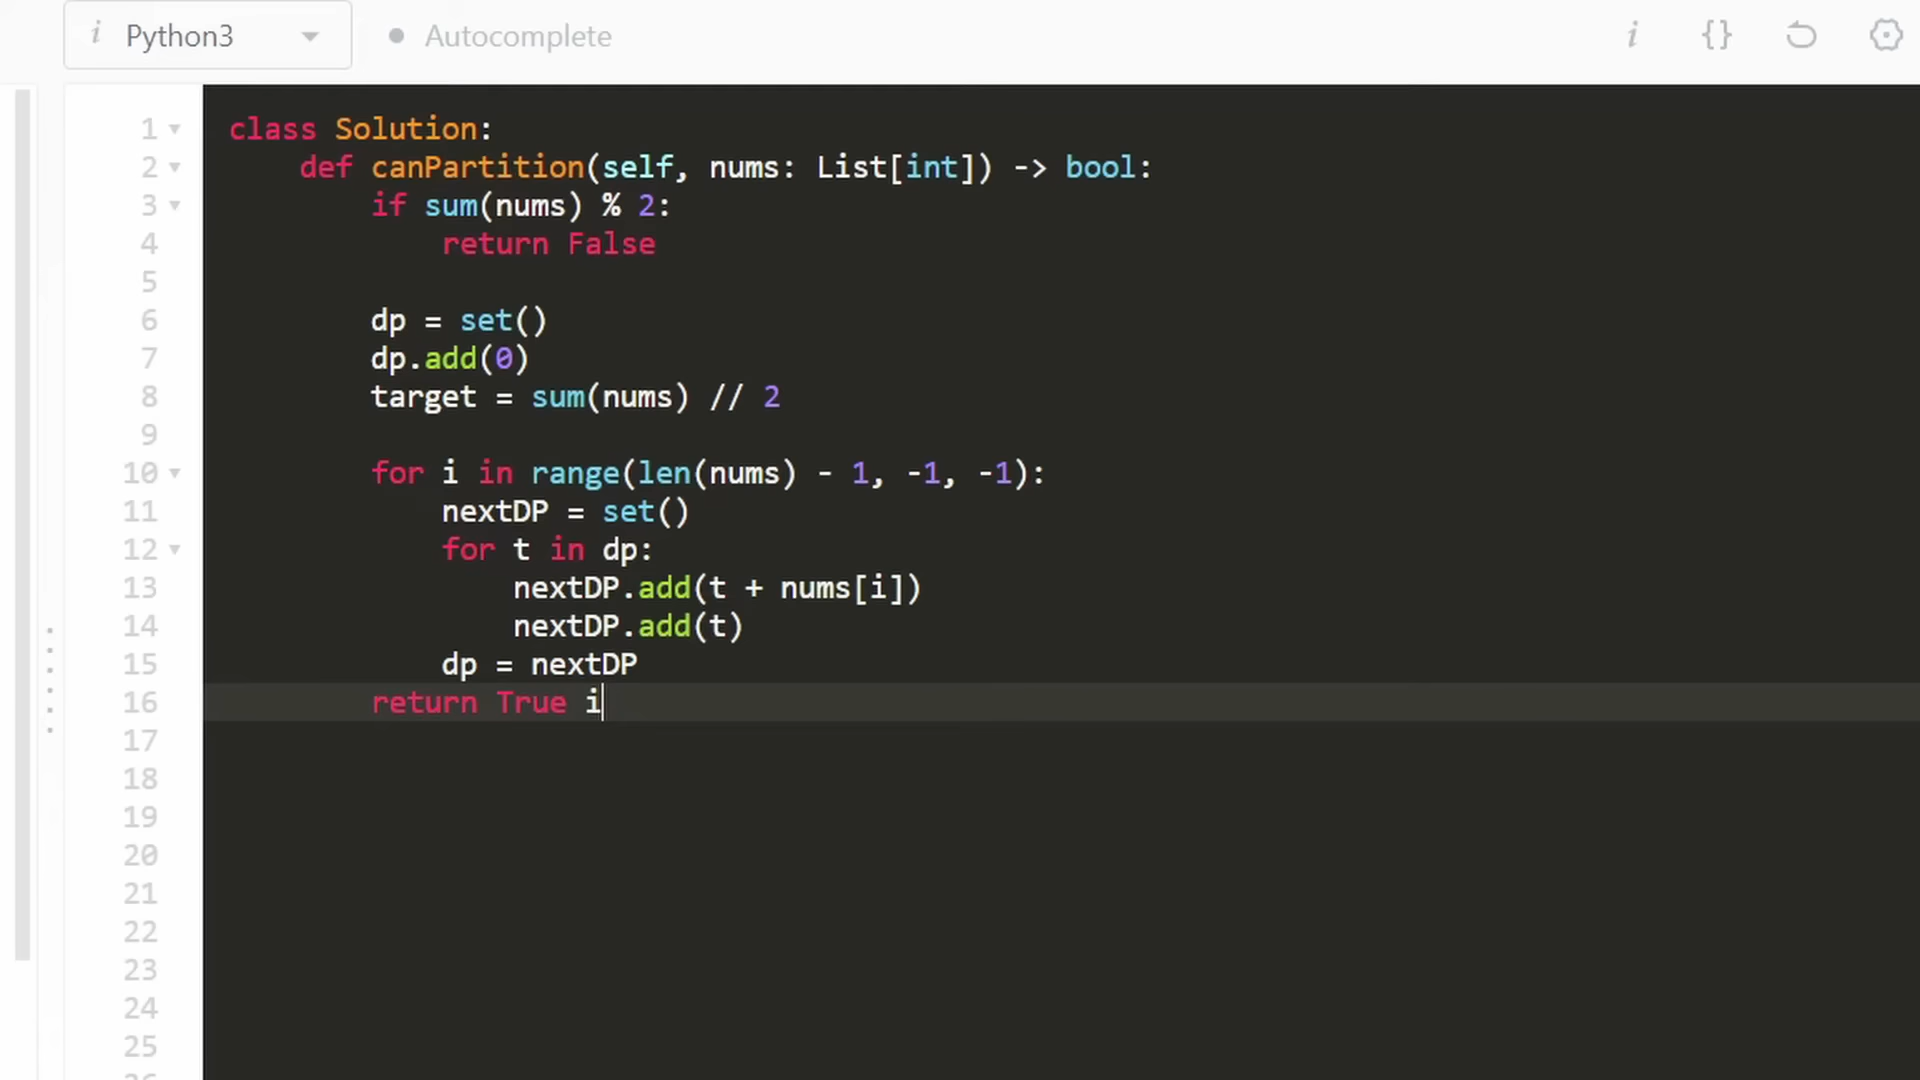 i Python3 Autocomplete i {}
1 class Solution:
2 def canPartition(self, nums: List[int]) -> bool:
3 if sum(nums) % 2:
4 return False
5
6 dp = set()
7 dp.add(0)
8 target = sum(nums) // 2
9
10 for i in range(len(nums) - 1, -1, -1):
11 nextDP = set()
12 for t in dp:
13 nextDP.add(t + nums[i])
14 nextDP.add(t)
15 dp = nextDP
16 return True i
17
18
19
20
21
22
23
24
25